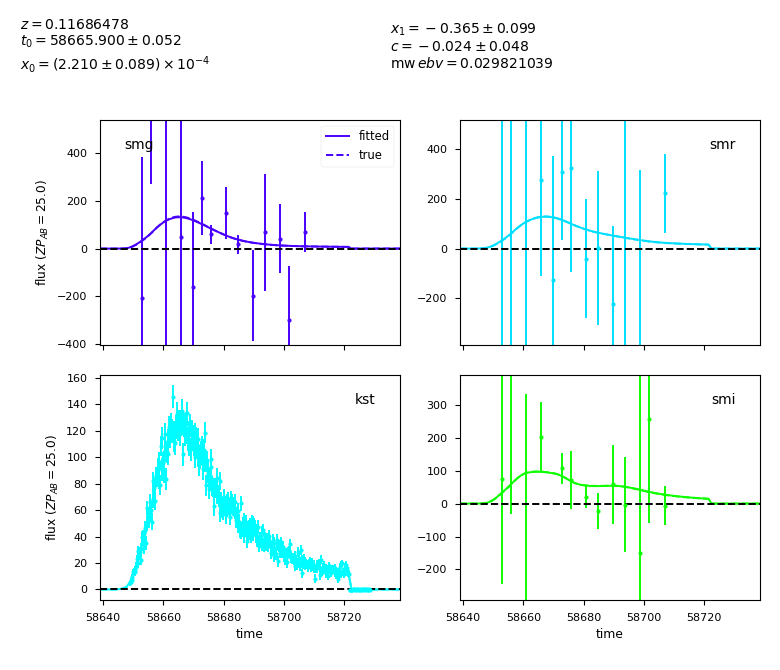 z = 0.11686478
t0 = 58665.900 ± 0.052
x0 = (2.210 ± 0.089) × 10^−4
x1 = −0.365 ± 0.099
c = −0.024 ± 0.048
mw ebv = 0.029821039
smg
fitted
true
400
200
0
−200
−400
flux (ZP_AB = 25.0)
smr
400
200
0
−200
kst
160
140
120
100
80
60
40
20
0
flux (ZP_AB = 25.0)
58640 58660 58680 58700 58720
time
smi
300
200
100
0
−100
−200
58640 58660 58680 58700 58720
time